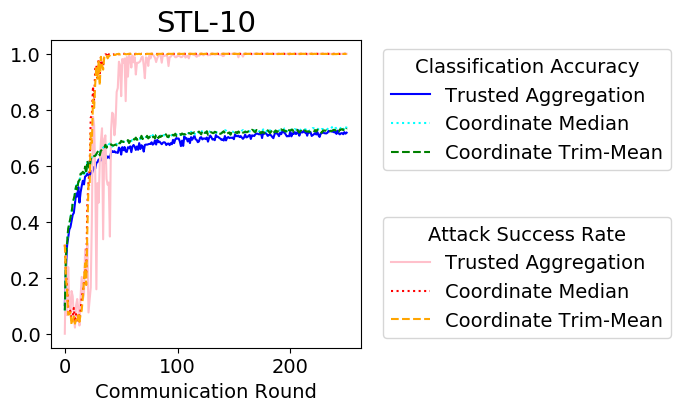 STL-10
1.0
0.8
0.6
0.4
0.2
0.0
0
100
200
Communication Round
Classification Accuracy
Trusted Aggregation
Coordinate Median
Coordinate Trim-Mean
Attack Success Rate
Trusted Aggregation
Coordinate Median
Coordinate Trim-Mean